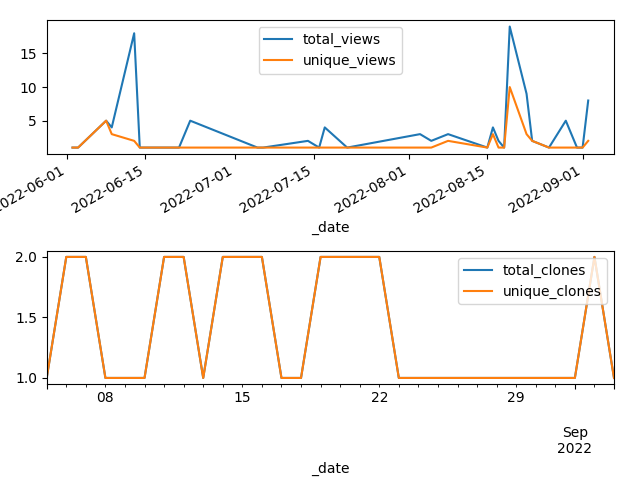 total_views
unique_views
15
10
5
2022-06-01
2022-06-15
2022-07-01
2022-07-15
2022-08-01
2022-08-15
2022-09-01
_date
total_clones
unique_clones
2.0
1.5
1.0
08
15
22
29
Sep
2022
_date